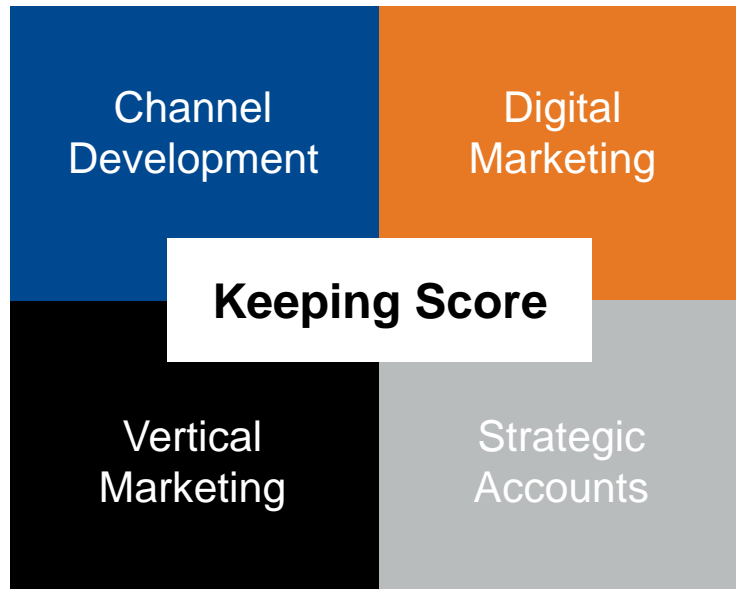 Channel
Development
Digital
Marketing
Keeping Score
Vertical
Marketing
Strategic
Accounts